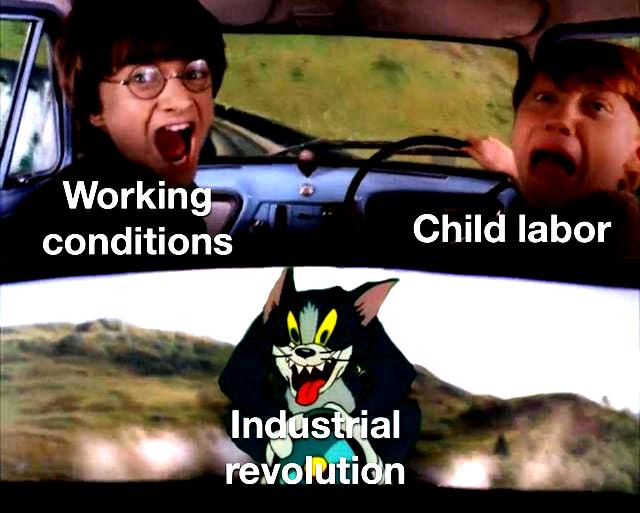 Working
conditions
Child labor
Industrial
revolution